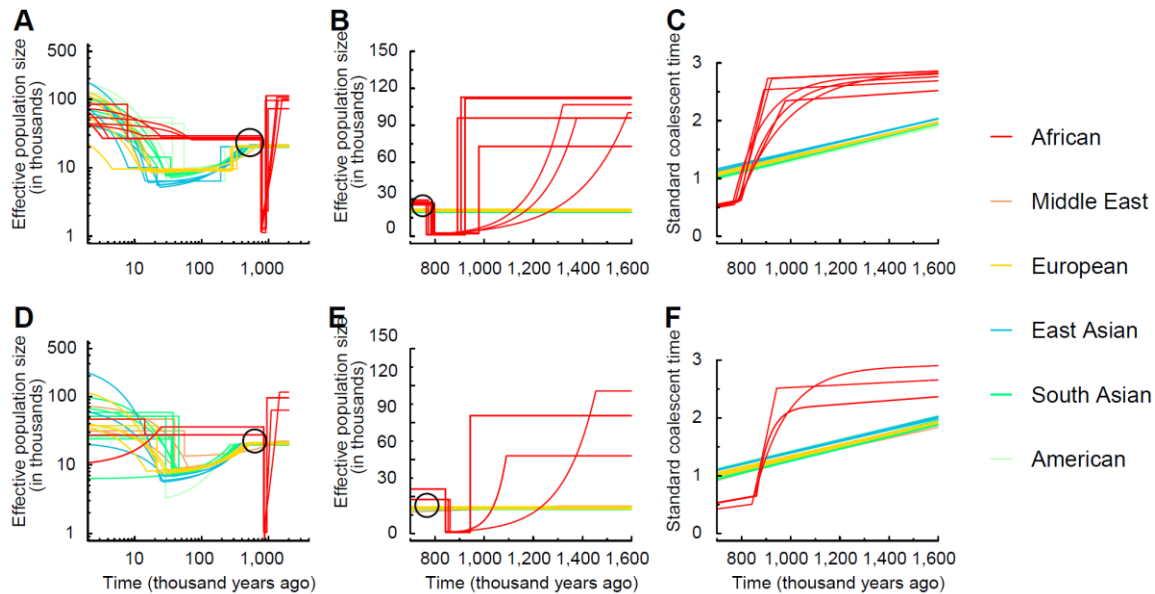 A
B
C
Effective population size
(in thousands)
500
100
10
1
10
100
1,000
Effective population size
(in thousands)
150
120
90
60
30
0
800
1,000
1,200
1,400
1,600
Standard coalescent time
3
2
1
0
800
1,000
1,200
1,400
1,600
African
Middle East
European
East Asian
South Asian
American
D
E
F
Effective population size
(in thousands)
500
100
10
1
10
100
1,000
Time (thousand years ago)
Effective population size
(in thousands)
150
120
90
60
30
0
800
1,000
1,200
1,400
1,600
Time (thousand years ago)
Standard coalescent time
3
2
1
0
800
1,000
1,200
1,400
1,600
Time (thousand years ago)